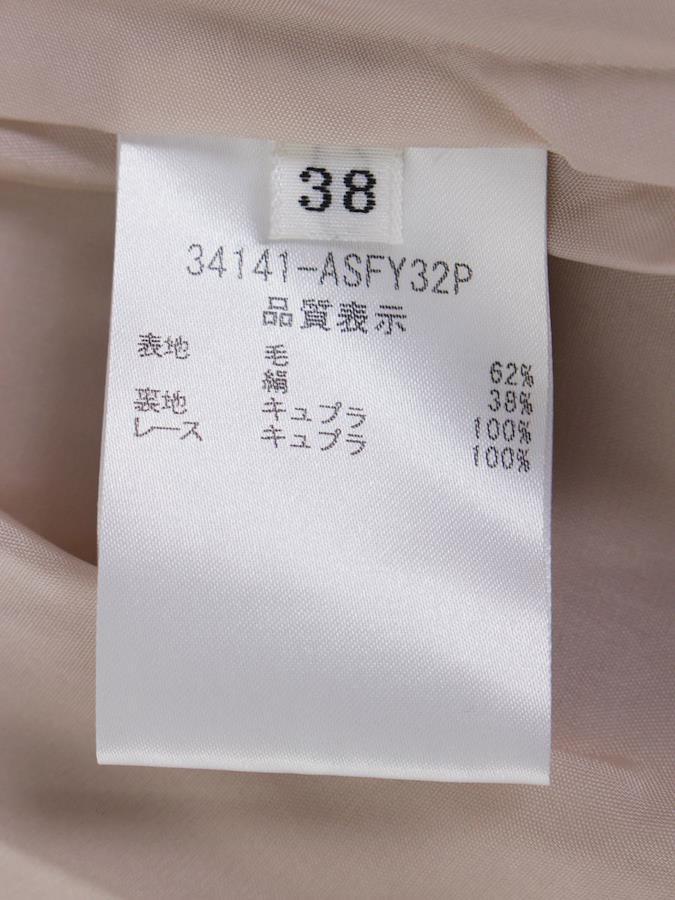 38
34141-ASFY32P
品質表示
表地 毛 62%
絹 38%
裏地 キュプラ 100%
レース キュプラ 100%